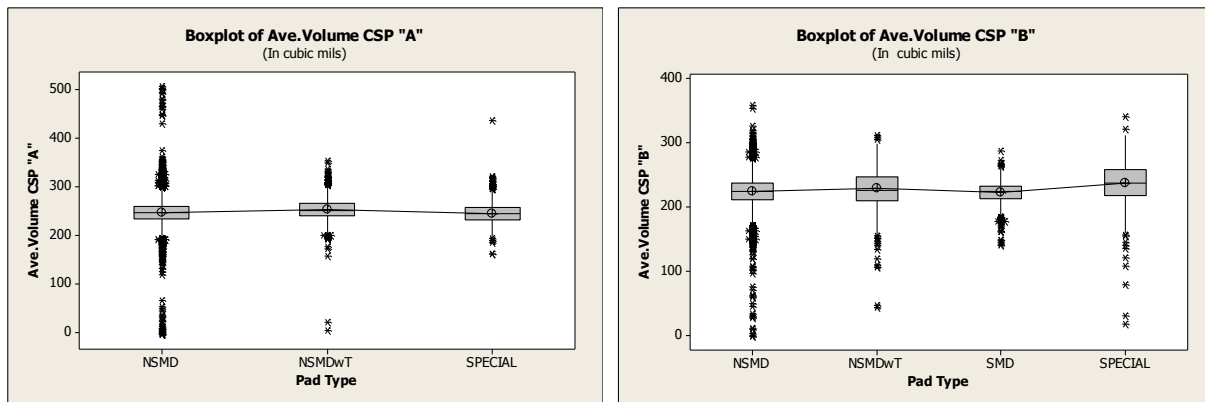 Boxplot of Ave.Volume CSP "A"
(In cubic mils)
Ave.Volume CSP "A"
500
400
300
200
100
0
NSMD
NSMDwT
SPECIAL
Pad Type
Boxplot of Ave.Volume CSP "B"
(In cubic mils)
Ave.Volume CSP "B"
400
300
200
100
0
NSMD
NSMDwT
SMD
SPECIAL
Pad Type